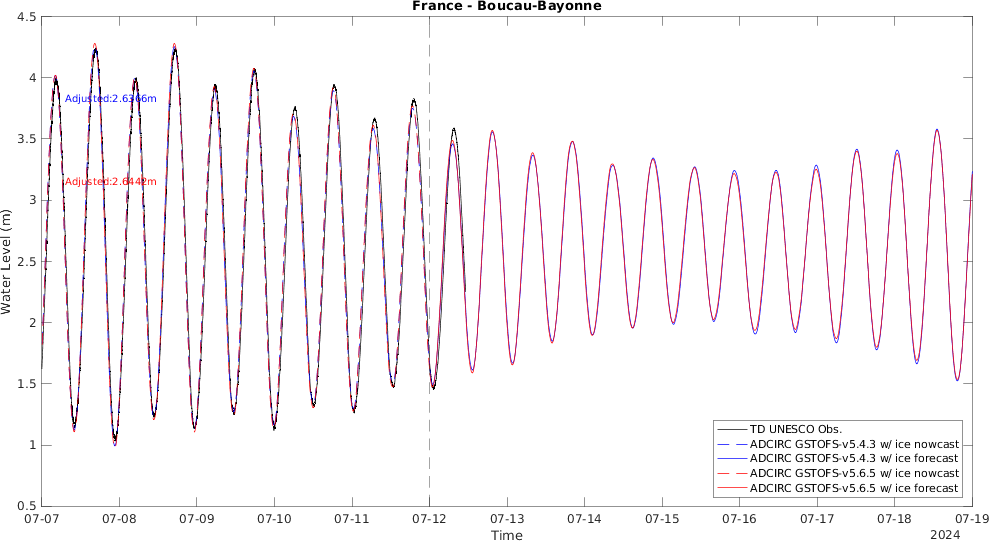 France - Boucau-Bayonne
Water Level (m)
4.5
4
3.5
3
2.5
2
1.5
1
0.5
Adjusted:2.6366m
Adjusted:2.6442m
TD UNESCO Obs.
ADCIRC GSTOFS-v5.4.3 w/ ice nowcast
ADCIRC GSTOFS-v5.4.3 w/ ice forecast
ADCIRC GSTOFS-v5.6.5 w/ ice nowcast
ADCIRC GSTOFS-v5.6.5 w/ ice forecast
07-07 07-08 07-09 07-10 07-11 07-12 07-13 07-14 07-15 07-16 07-17 07-18 07-19
Time
2024